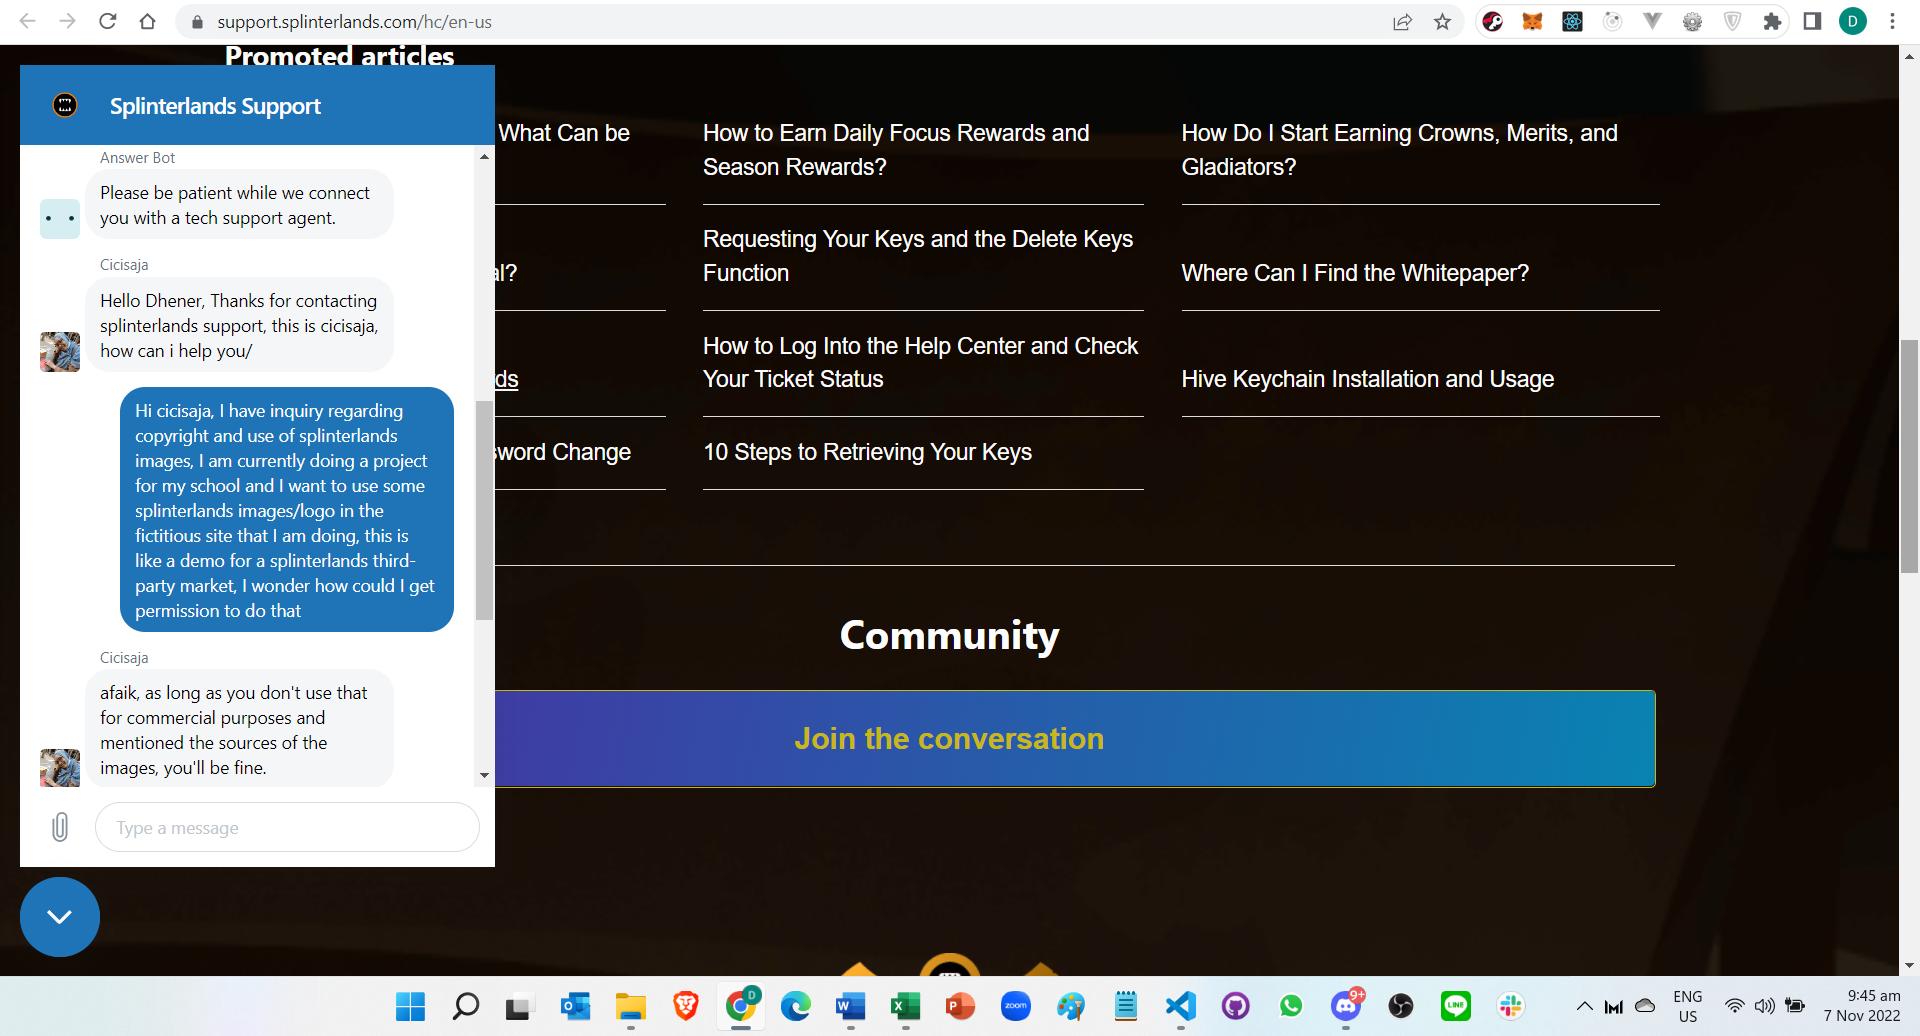 support.splinterlands.com/hc/en-us
D
Promoted articles
Splinterlands Support
Answer Bot
Please be patient while we connect
you with a tech support agent.
Cicisaja
Hello Dhener, Thanks for contacting
splinterlands support, this is cicisaja,
how can i help you/
Hi cicisaja, I have inquiry regarding
copyright and use of splinterlands
images, I am currently doing a project
for my school and I want to use some
splinterlands images/logo in the
fictitious site that I am doing, this is
like a demo for a splinterlands third-
party market, I wonder how could I get
permission to do that
Cicisaja
afaik, as long as you don't use that
for commercial purposes and
mentioned the sources of the
images, you'll be fine.
Type a message
What Can be
al?
ds
sword Change
How to Earn Daily Focus Rewards and
Season Rewards?
Requesting Your Keys and the Delete Keys
Function
How to Log Into the Help Center and Check
Your Ticket Status
10 Steps to Retrieving Your Keys
How Do I Start Earning Crowns, Merits, and
Gladiators?
Where Can I Find the Whitepaper?
Hive Keychain Installation and Usage
Community
Join the conversation
D
zoom
9+
LINE
ENG
US
9:45 am
7 Nov 2022